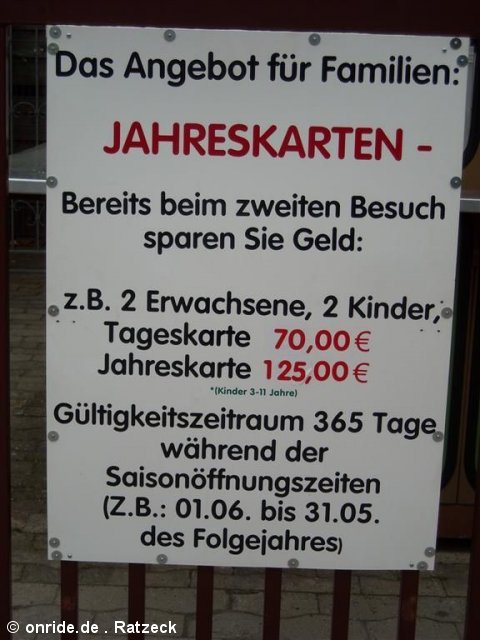 Das Angebot für Familien:
JAHRESKARTEN -
Bereits beim zweiten Besuch
sparen Sie Geld:
z.B. 2 Erwachsene, 2 Kinder,
Tageskarte 70,00 €
Jahreskarte 125,00 €
*(Kinder 3-11 Jahre)
Gültigkeitszeitraum 365 Tage
während der
Saisonöffnungszeiten
(Z.B.: 01.06. bis 31.05.
des Folgejahres)
© onride.de . Ratzeck